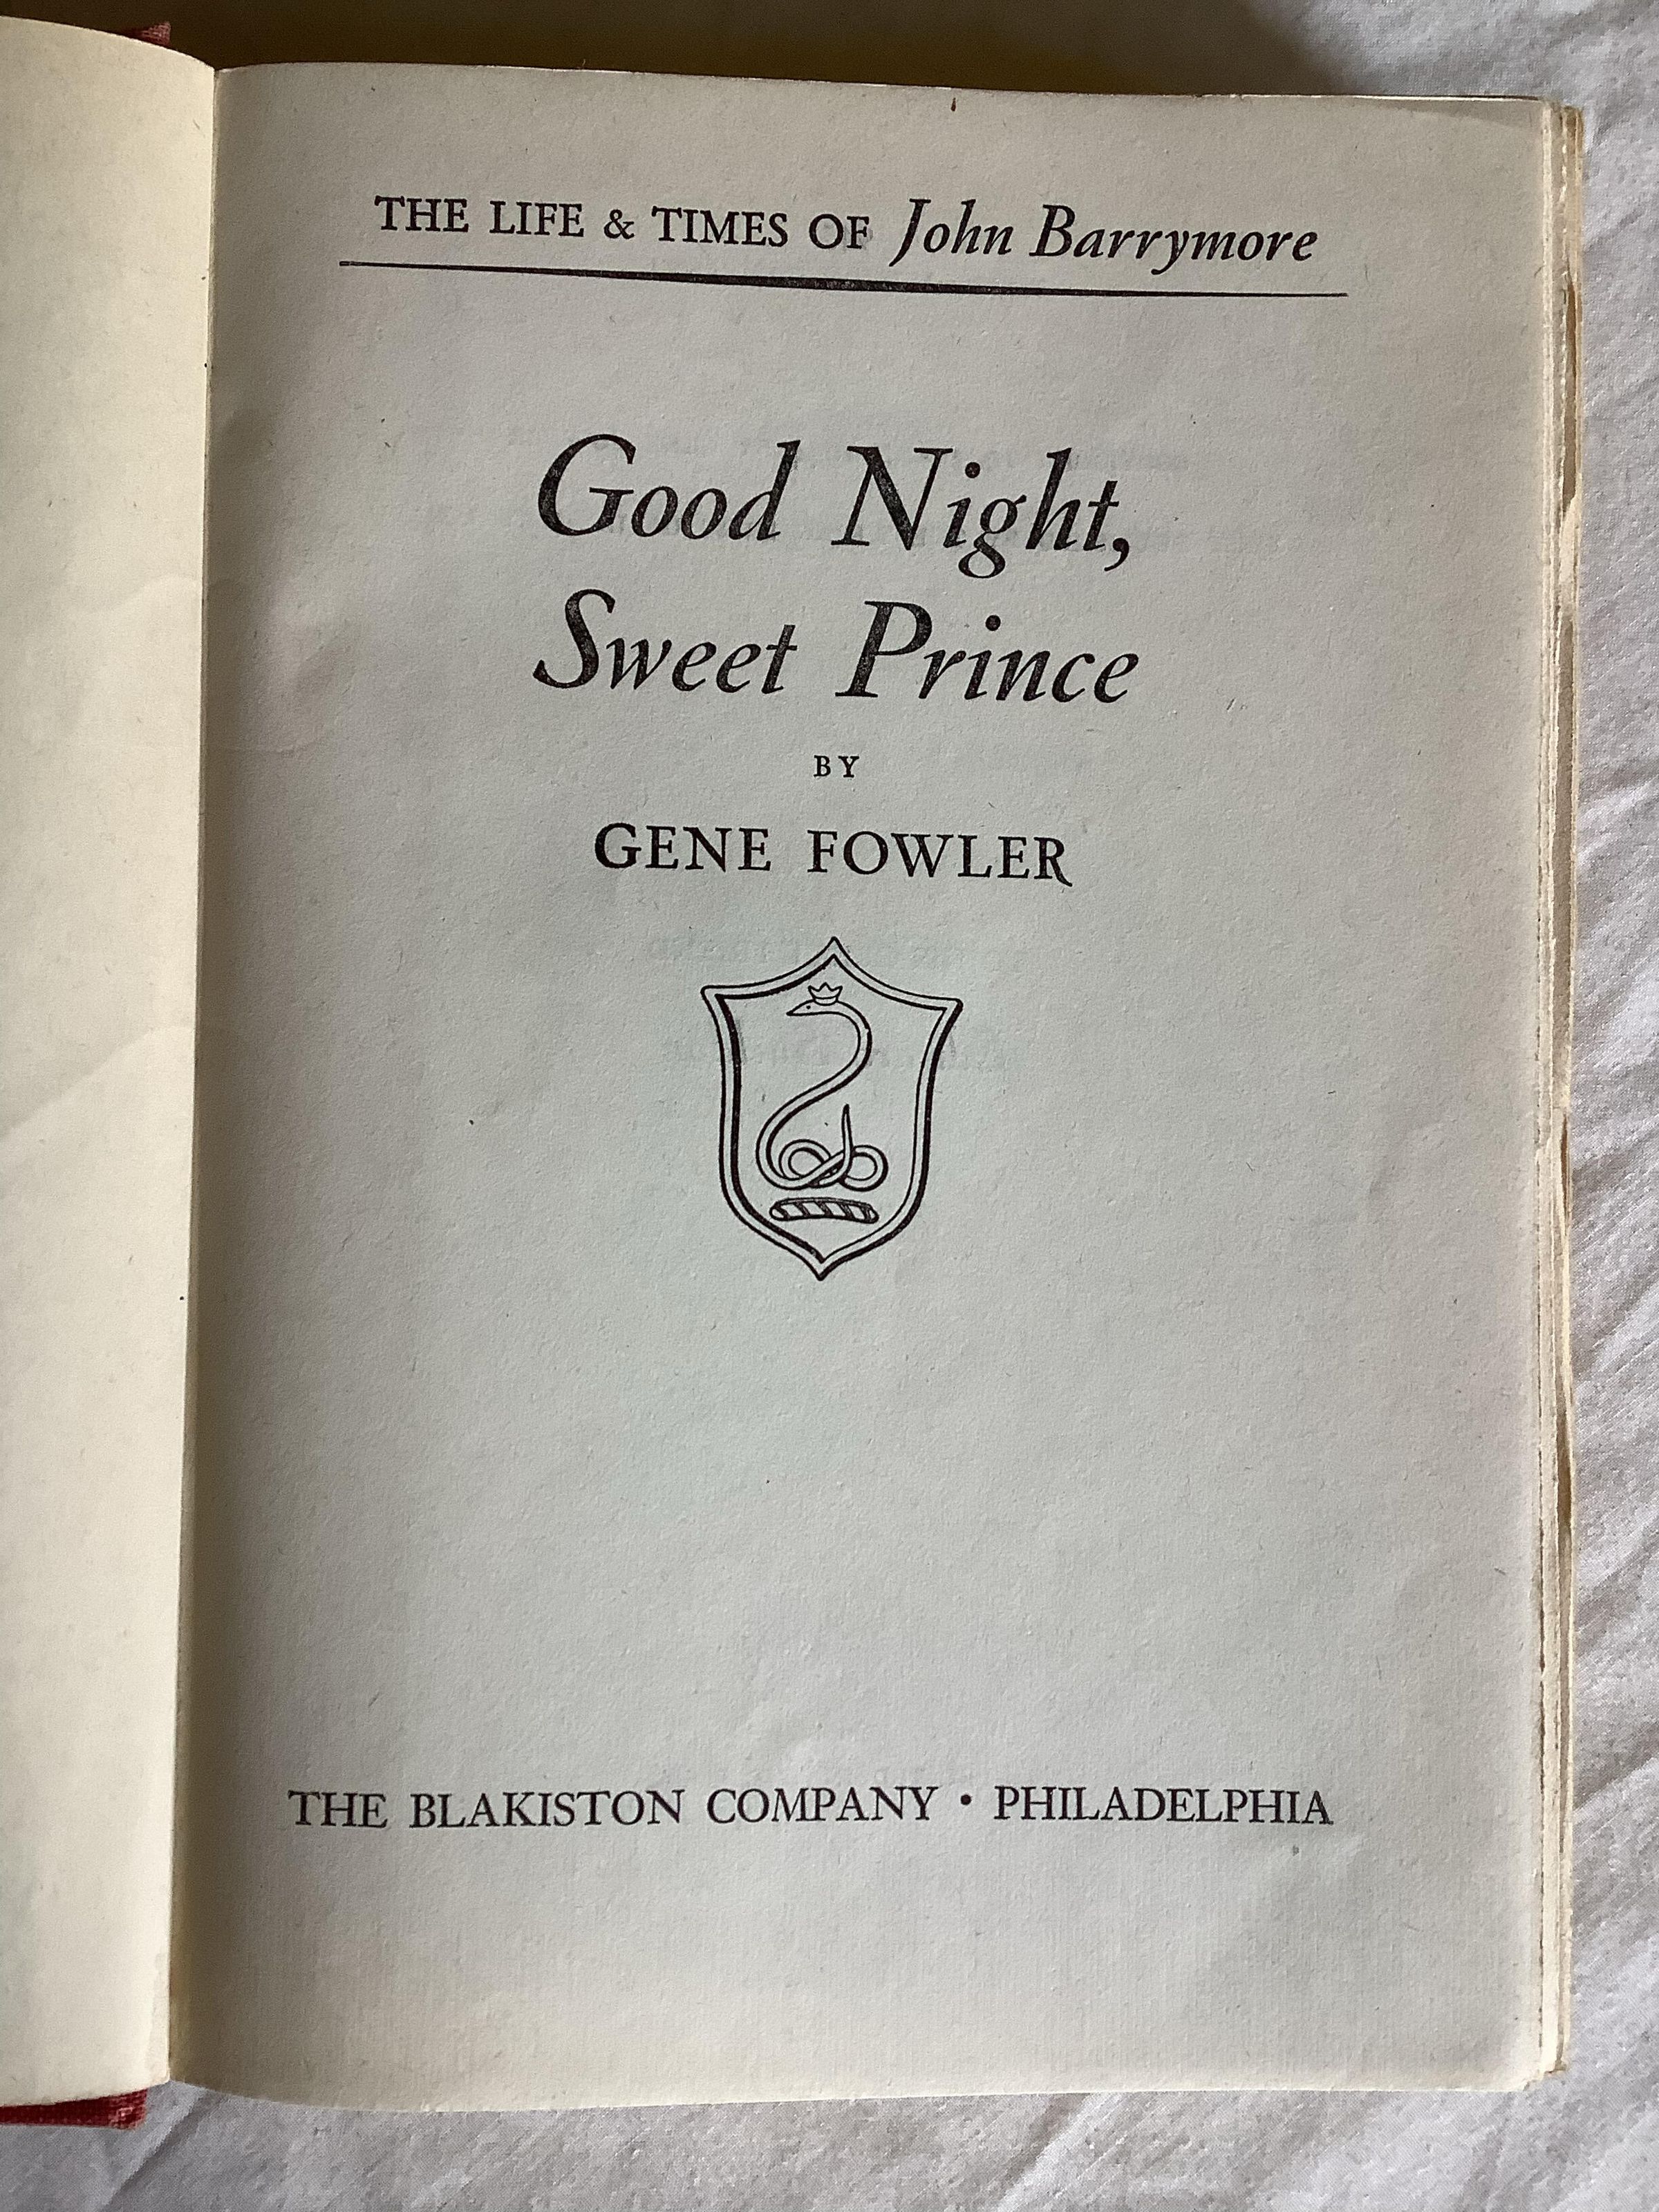 THE LIFE & TIMES OF John Barrymore
Good Night,
Sweet Prince
BY
GENE FOWLER
THE BLAKISTON COMPANY • PHILADELPHIA